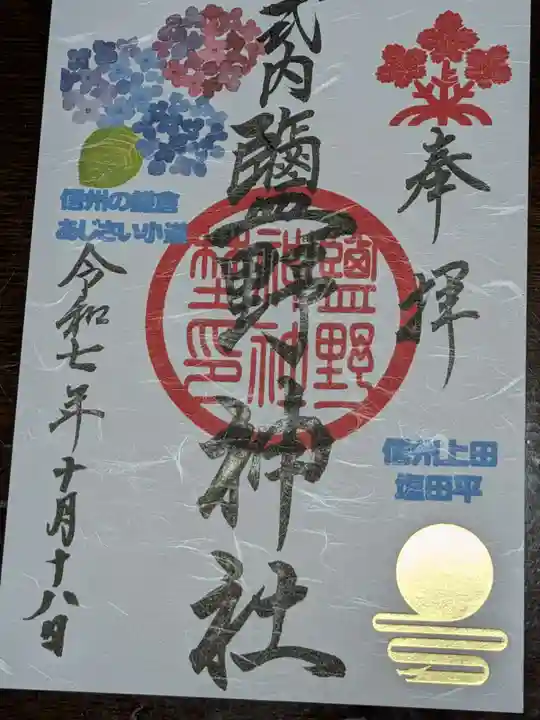 奉拝
式内
鹽野神社
鹽野
神社
信州の鎌倉
あじさい小道
令和七年十月十八日
信州上田
塩田平